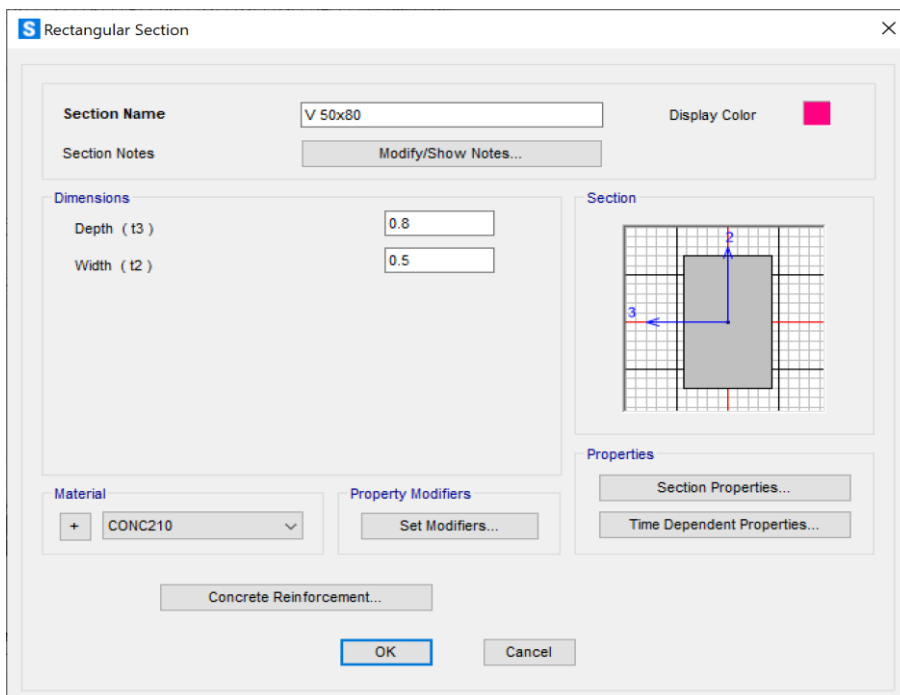 S Rectangular Section
Section Name V 50x80 Display Color
Section Notes Modify/Show Notes...
Dimensions
Depth ( t3 ) 0.8
Width ( t2 ) 0.5
Section
2
3
Properties
Section Properties...
Time Dependent Properties...
Material
+ CONC210
Property Modifiers
Set Modifiers...
Concrete Reinforcement...
OK Cancel